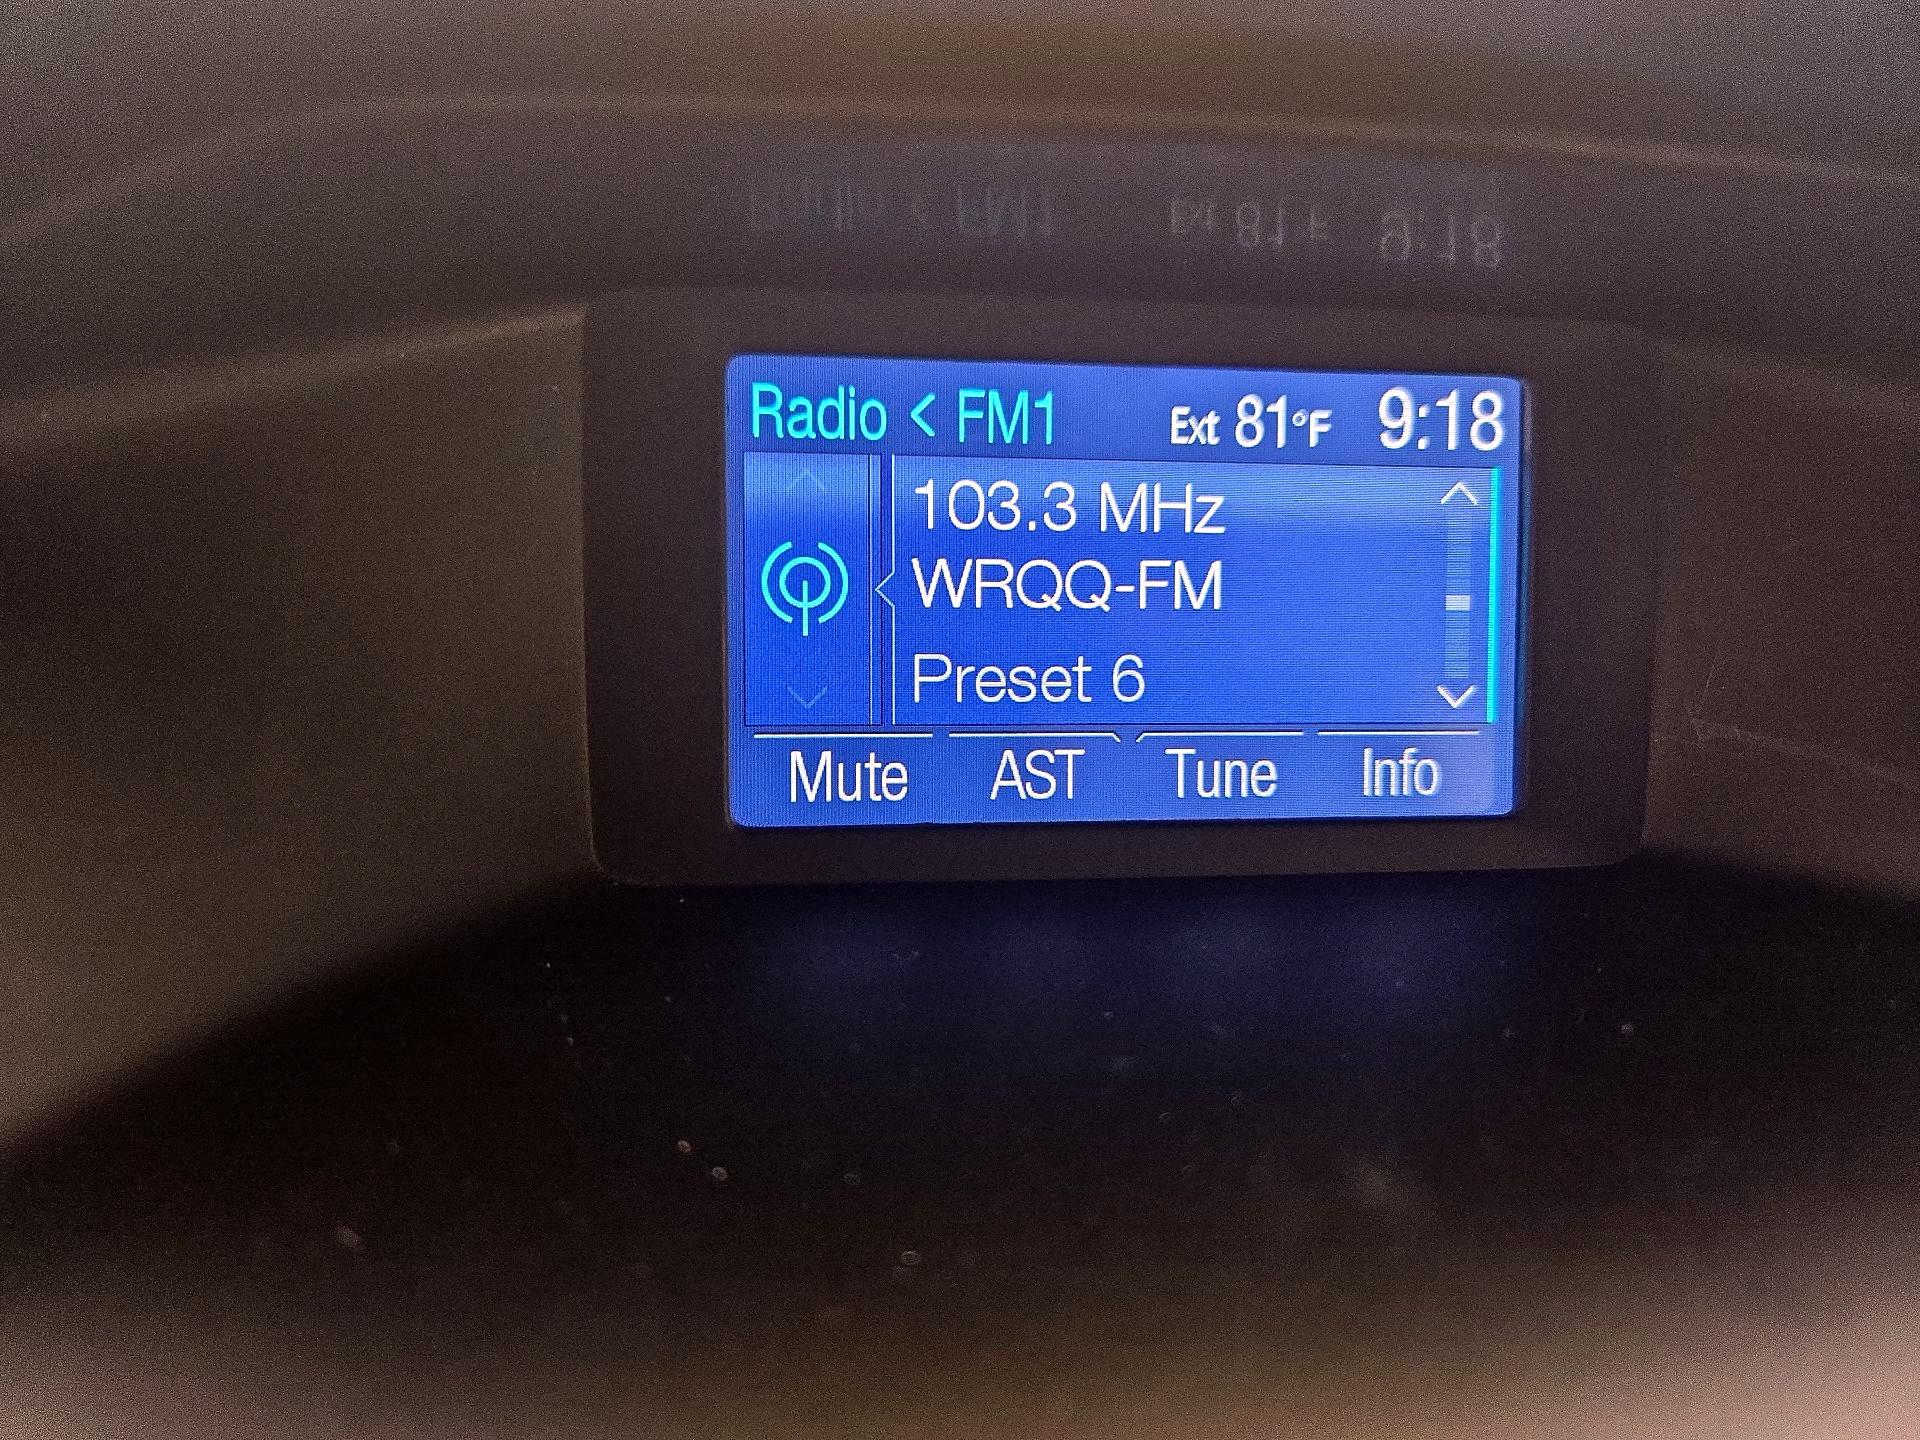 Radio < FM1 Ext 81°F 9:18
103.3 MHz
WRQQ-FM
Preset 6
Mute AST Tune Info